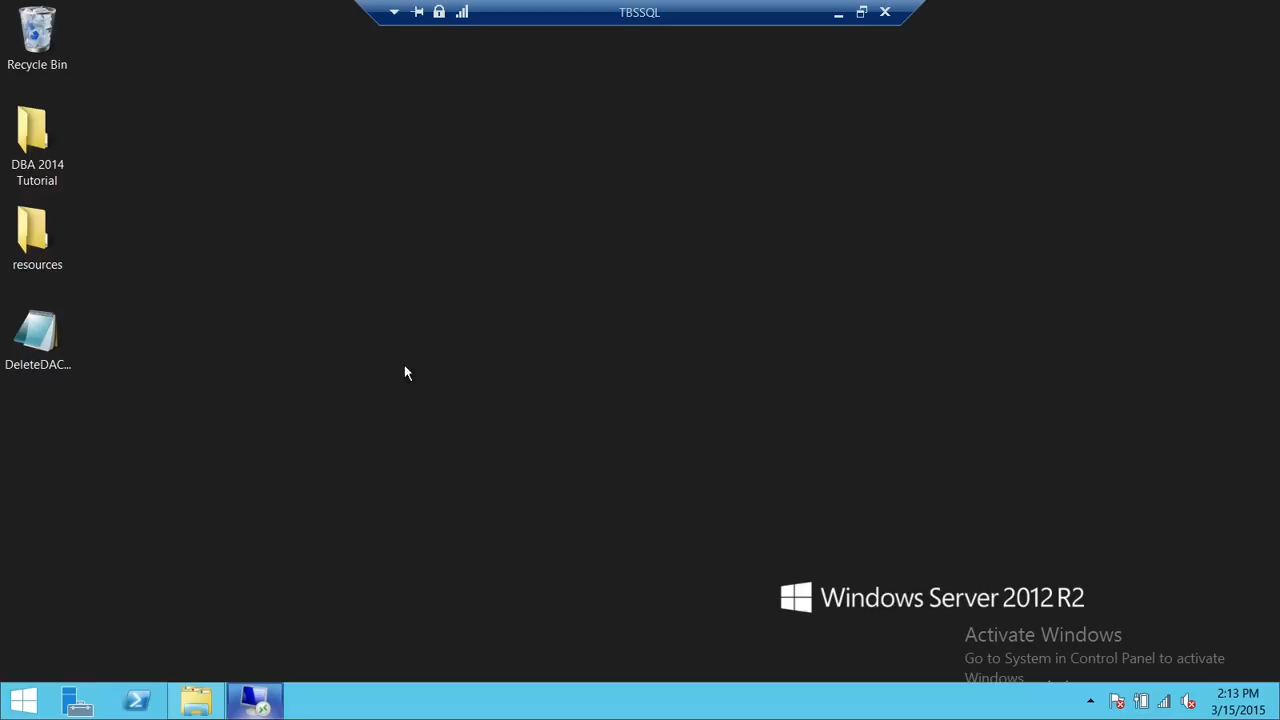 TBSSQL
Recycle Bin
DBA 2014
Tutorial
resources
DeleteDAC...
Windows Server 2012 R2
Activate Windows
Go to System in Control Panel to activate
Windows.
2:13 PM
3/15/2015